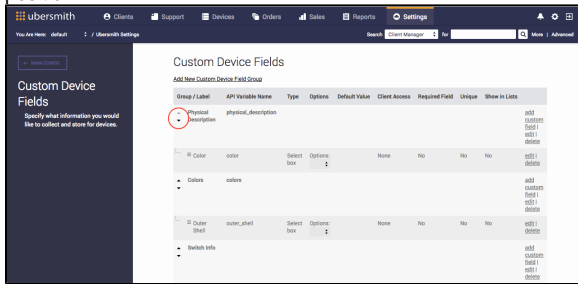 ubersmith
Clients
Support
Devices
Orders
Sales
Reports
Settings
You Are Here: default / Ubersmith Settings
Search Client Manager for
More | Advanced
← MAIN CONFIG
Custom Device
Fields
Specify what information you would
like to collect and store for devices.
Custom Device Fields
Add New Custom Device Field Group
Group / Label API Variable Name Type Options Default Value Client Access Required Field Unique Show in Lists
Physical
Description
physical_description
add
custom
field |
edit |
delete
Color color Select
box
Options:
None No No No edit |
delete
Colors colors
add
custom
field |
edit |
delete
Outer
Shell
outer_shell Select
box
Options:
None No No No edit |
delete
Switch Info
add
custom
field |
edit |
delete